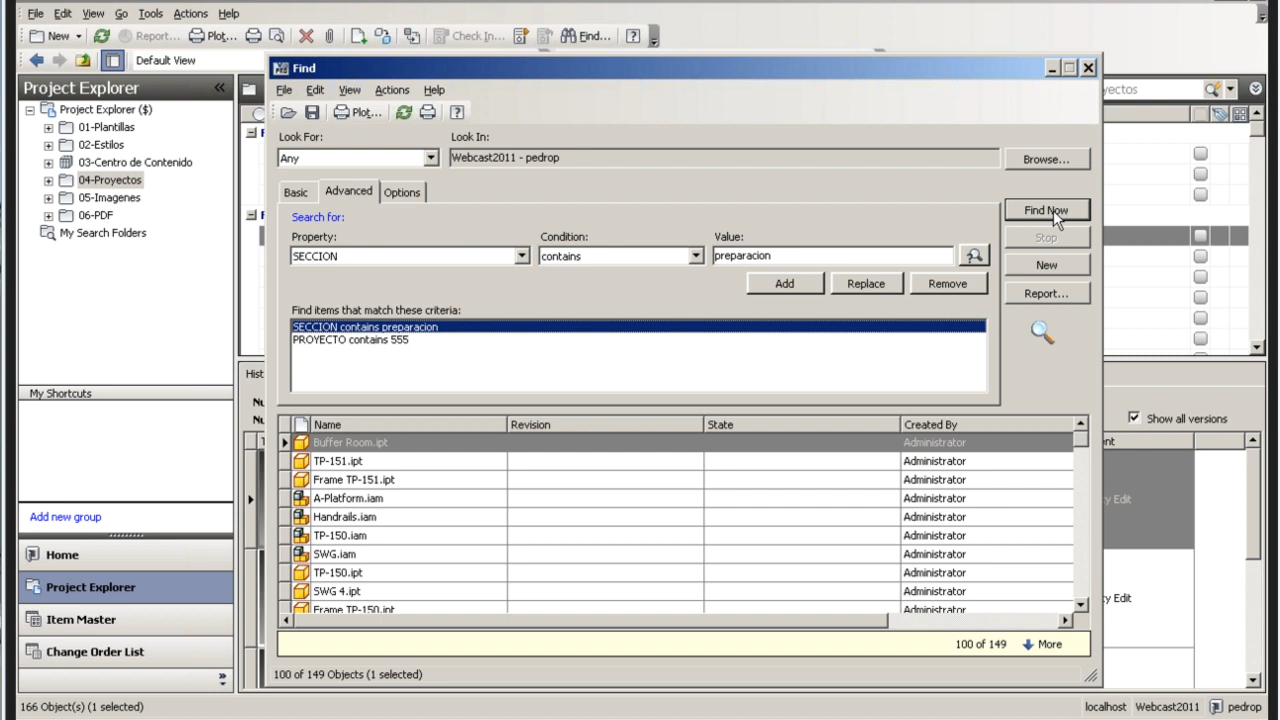 File Edit View Go Tools Actions Help
New Report... Plot... Check In... Find... ?
Default View
Project Explorer «
Project Explorer ($)
01-Plantillas
02-Estilos
03-Centro de Contenido
04-Proyectos
05-Imagenes
06-PDF
My Search Folders
My Shortcuts
Add new group
Home
Project Explorer
Item Master
Change Order List
»
Find
File Edit View Actions Help
Plot... ?
Look For: Look In:
Any Webcast2011 - pedrop Browse...
Basic Advanced Options
Search for:
Property: Condition: Value:
SECCION contains preparacion
Add Replace Remove
Find items that match these criteria:
SECCION contains preparacion
PROYECTO contains 555
Find Now
Stop
New
Report...
Name Revision State Created By
Buffer Room.ipt Administrator
TP-151.ipt Administrator
Frame TP-151.ipt Administrator
A-Platform.iam Administrator
Handrails.iam Administrator
TP-150.iam Administrator
SWG.iam Administrator
TP-150.ipt Administrator
SWG 4.ipt Administrator
Frame TP-150.ipt Administrator
100 of 149 More
100 of 149 Objects (1 selected)
Show all versions
166 Object(s) (1 selected) localhost Webcast2011 pedrop